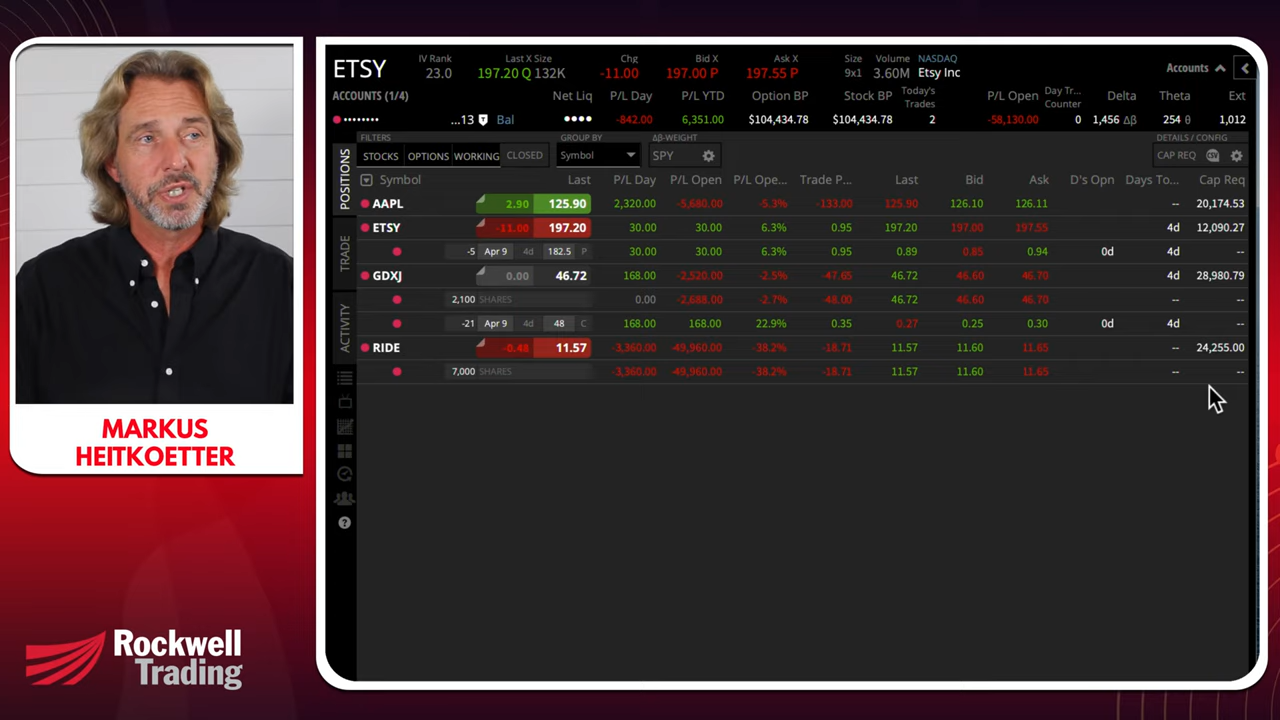 ETSY IV Rank 23.0 Last X Size 197.20 Q 132K Chg -11.00 Bid X 197.00 P Ask X 197.55 P Size 9x1 Volume 3.60M NASDAQ Etsy Inc Accounts
ACCOUNTS (1/4) Net Liq P/L Day P/L YTD Option BP Stock BP Today's Trades P/L Open Day Tr... Counter Delta Theta Ext
•••••••• ...13 Bal •••• -842.00 6,351.00 $104,434.78 $104,434.78 2 -58,130.00 0 1,456 Δβ 254 θ 1,012
FILTERS GROUP BY Δβ-WEIGHT DETAILS / CONFIG
STOCKS OPTIONS WORKING CLOSED Symbol SPY CAP REQ CSV
POSITIONS
TRADE
ACTIVITY
Symbol Last P/L Day P/L Open P/L Ope... Trade P... Last Bid Ask D's Opn Days To... Cap Req
AAPL 2.90 125.90 2,320.00 -5,680.00 -5.3% -133.00 125.90 126.10 126.11 -- 20,174.53
ETSY -11.00 197.20 30.00 30.00 6.3% 0.95 197.20 197.00 197.55 4d 12,090.27
-5 Apr 9 4d 182.5 P 30.00 30.00 6.3% 0.95 0.89 0.85 0.94 0d 4d --
GDXJ 0.00 46.72 168.00 -2,520.00 -2.5% -47.65 46.72 46.60 46.70 4d 28,980.79
2,100 SHARES 0.00 -2,688.00 -2.7% -48.00 46.72 46.60 46.70 -- --
-21 Apr 9 4d 48 C 168.00 168.00 22.9% 0.35 0.27 0.25 0.30 0d 4d --
RIDE -0.48 11.57 -3,360.00 -49,960.00 -38.2% -18.71 11.57 11.60 11.65 -- 24,255.00
7,000 SHARES -3,360.00 -49,960.00 -38.2% -18.71 11.57 11.60 11.65 -- --
MARKUS
HEITKOETTER
Rockwell
Trading